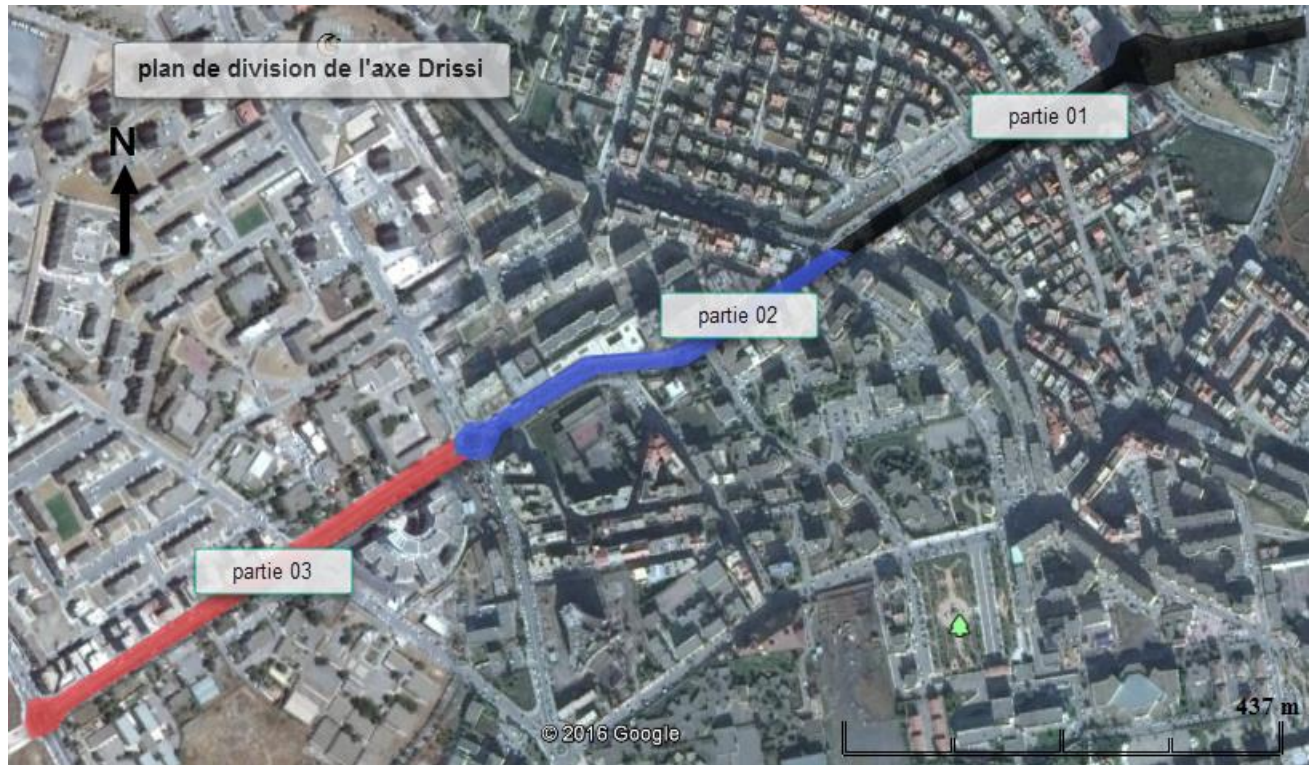 plan de division de l'axe Drissi
N
partie 01
partie 02
partie 03
437 m
© 2016 Google